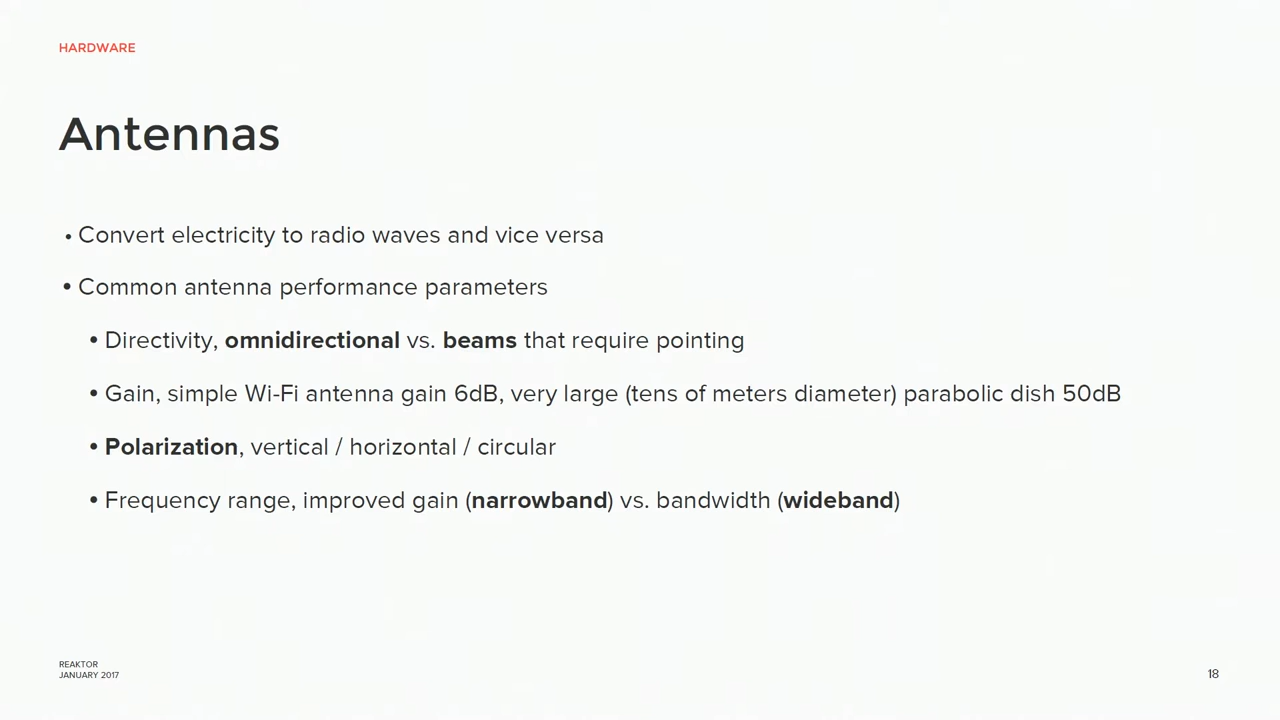 HARDWARE
Antennas
• Convert electricity to radio waves and vice versa
• Common antenna performance parameters
• Directivity, omnidirectional vs. beams that require pointing
• Gain, simple Wi-Fi antenna gain 6dB, very large (tens of meters diameter) parabolic dish 50dB
• Polarization, vertical / horizontal / circular
• Frequency range, improved gain (narrowband) vs. bandwidth (wideband)
REAKTOR
JANUARY 2017
18